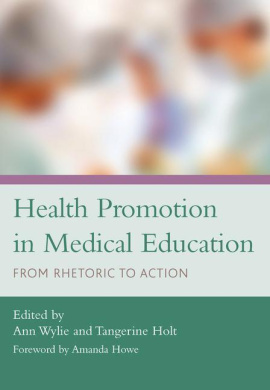 Health Promotion
in Medical Education
FROM RHETORIC TO ACTION
Edited by
Ann Wylie and Tangerine Holt
Foreword by Amanda Howe